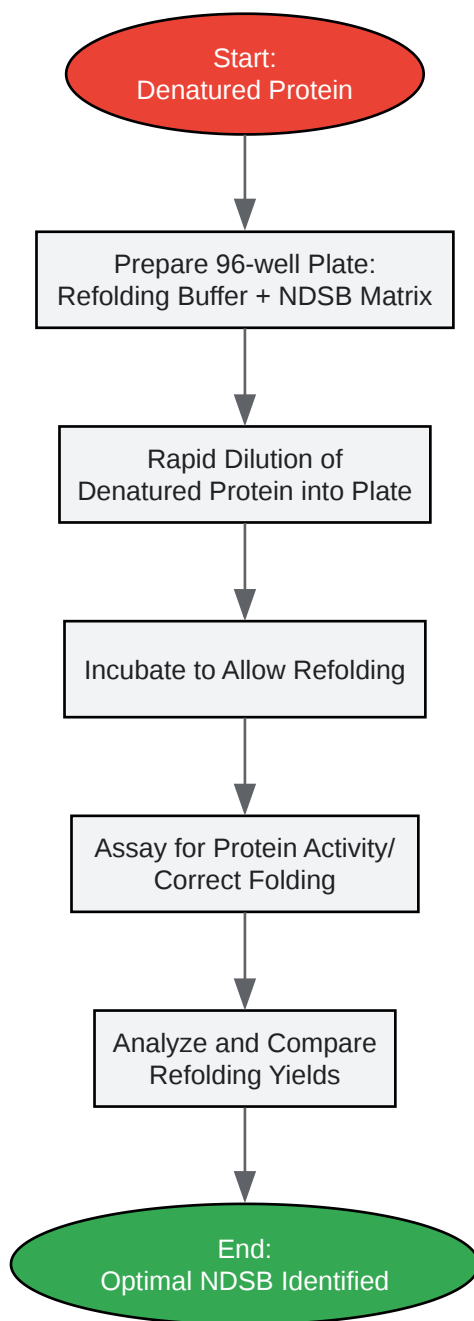 Start:
Denatured Protein
Prepare 96-well Plate:
Refolding Buffer + NDSB Matrix
Rapid Dilution of
Denatured Protein into Plate
Incubate to Allow Refolding
Assay for Protein Activity/
Correct Folding
Analyze and Compare
Refolding Yields
End:
Optimal NDSB Identified